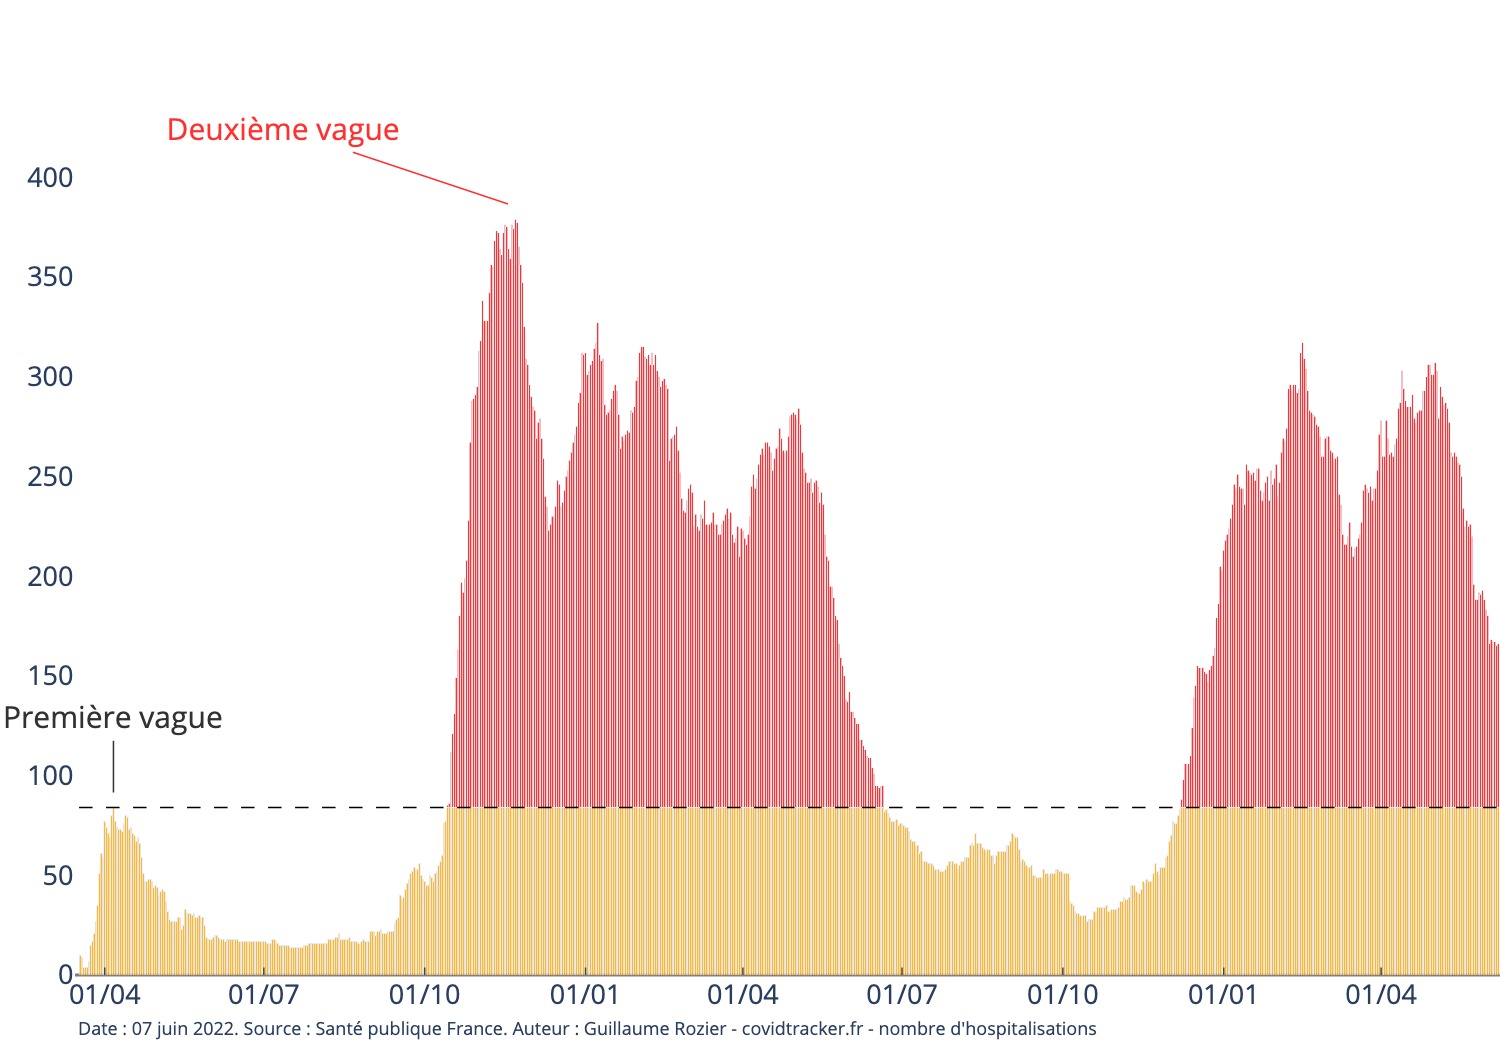 Deuxième vague
400
350
300
250
200
150
Première vague
100
50
0
01/04 01/07 01/10 01/01 01/04 01/07 01/10 01/01 01/04
Date : 07 juin 2022. Source : Santé publique France. Auteur : Guillaume Rozier - covidtracker.fr - nombre d'hospitalisations